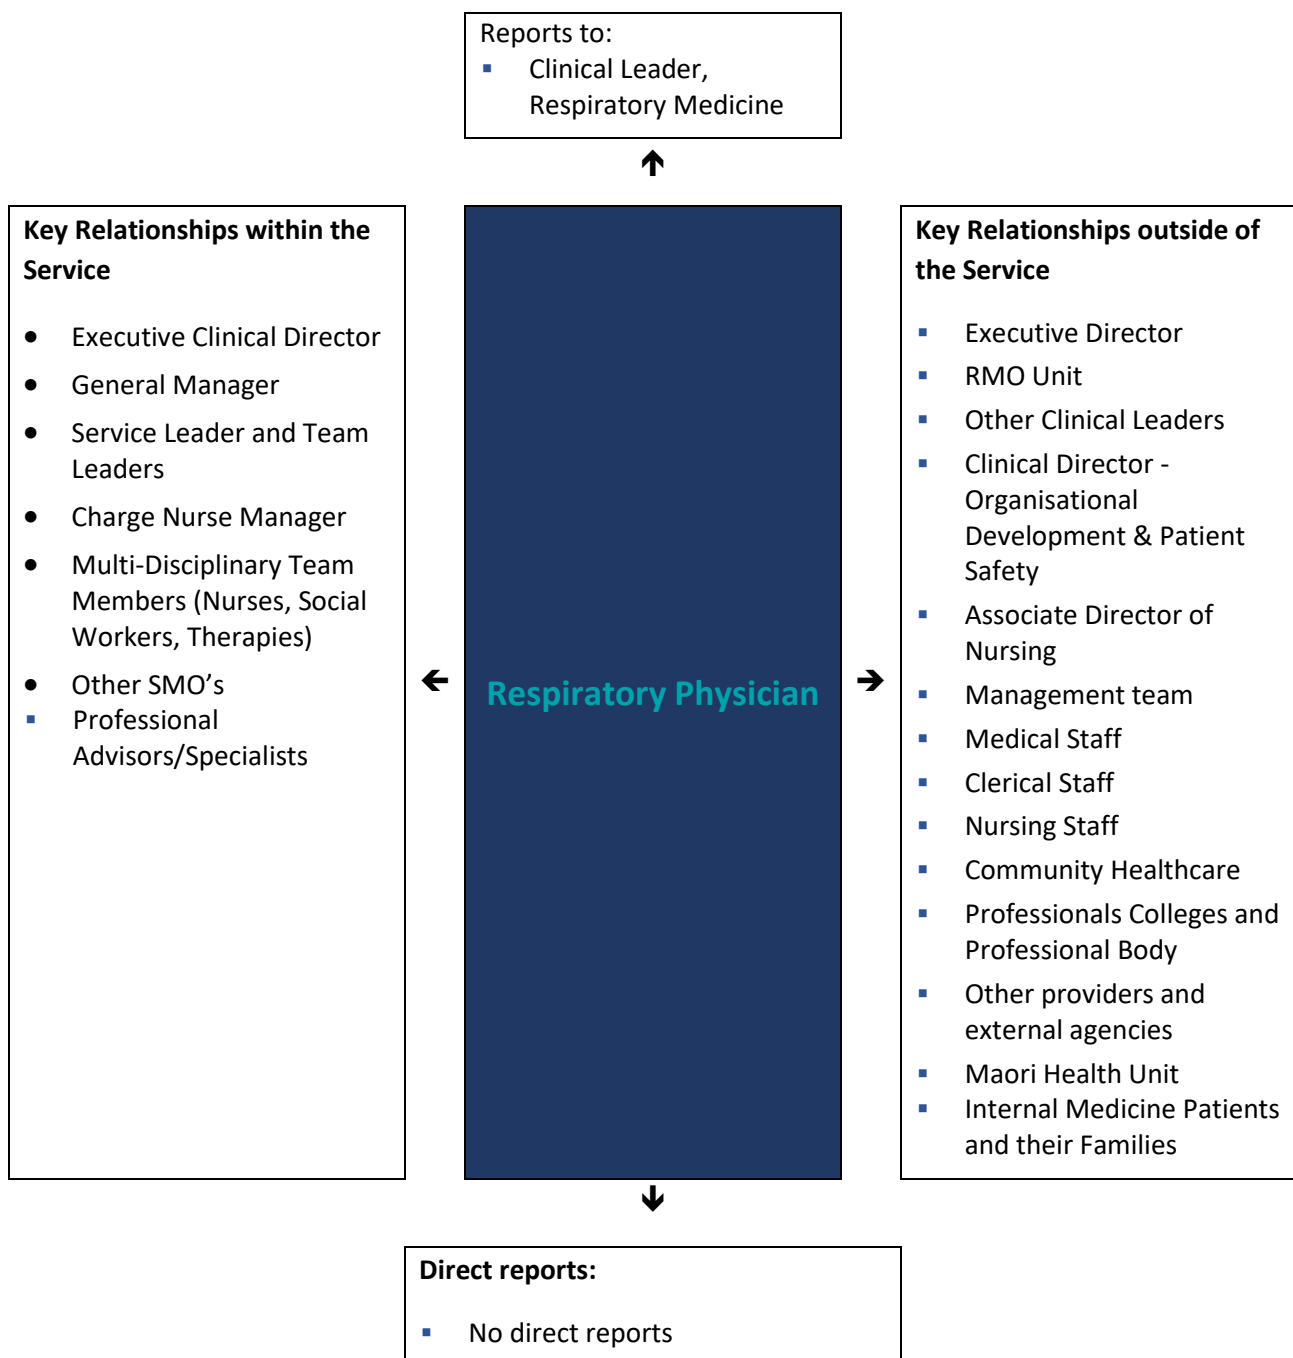 Reports to:
▪ Clinical Leader,
Respiratory Medicine
Key Relationships within the
Service
● Executive Clinical Director
● General Manager
● Service Leader and Team
Leaders
● Charge Nurse Manager
● Multi-Disciplinary Team
Members (Nurses, Social
Workers, Therapies)
● Other SMO’s
▪ Professional
Advisors/Specialists
Respiratory Physician
Key Relationships outside of
the Service
▪ Executive Director
▪ RMO Unit
▪ Other Clinical Leaders
▪ Clinical Director -
Organisational
Development & Patient
Safety
▪ Associate Director of
Nursing
▪ Management team
▪ Medical Staff
▪ Clerical Staff
▪ Nursing Staff
▪ Community Healthcare
▪ Professionals Colleges and
Professional Body
▪ Other providers and
external agencies
▪ Maori Health Unit
▪ Internal Medicine Patients
and their Families
Direct reports:
▪ No direct reports